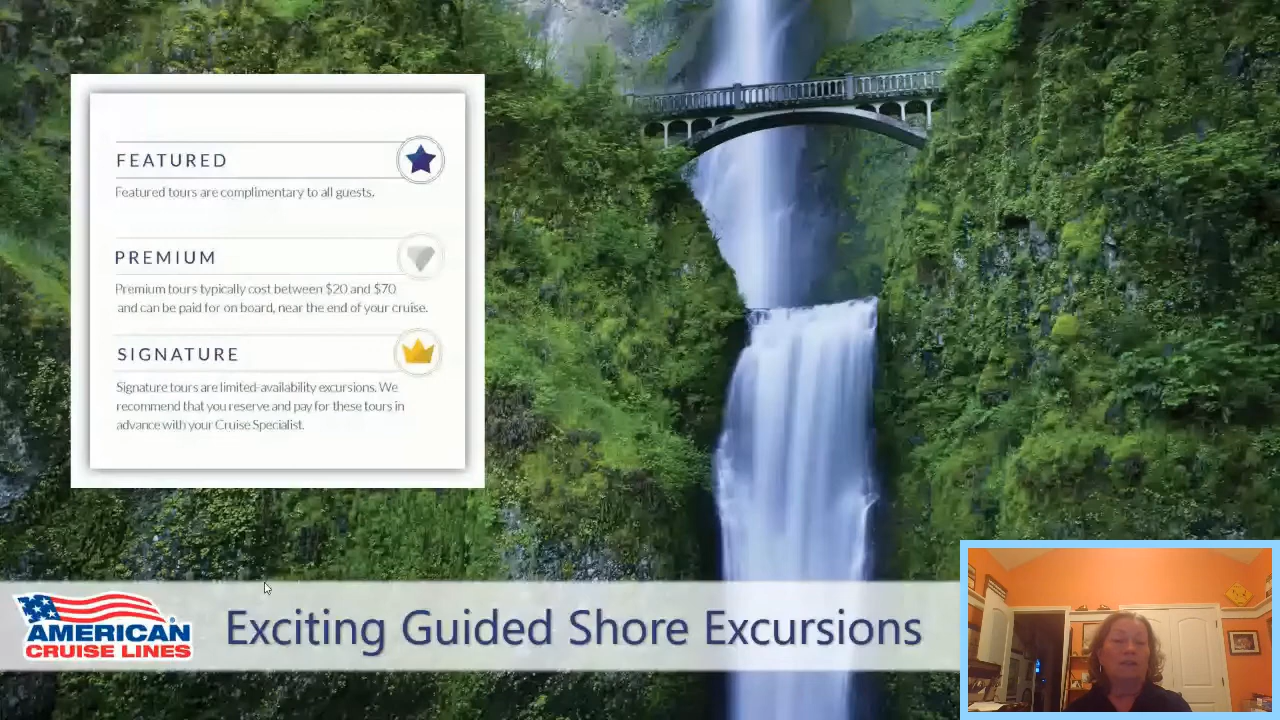 FEATURED
Featured tours are complimentary to all guests.
PREMIUM
Premium tours typically cost between $20 and $70
and can be paid for on board, near the end of your cruise.
SIGNATURE
Signature tours are limited-availability excursions. We
recommend that you reserve and pay for these tours in
advance with your Cruise Specialist.
AMERICAN
CRUISE LINES
Exciting Guided Shore Excursions